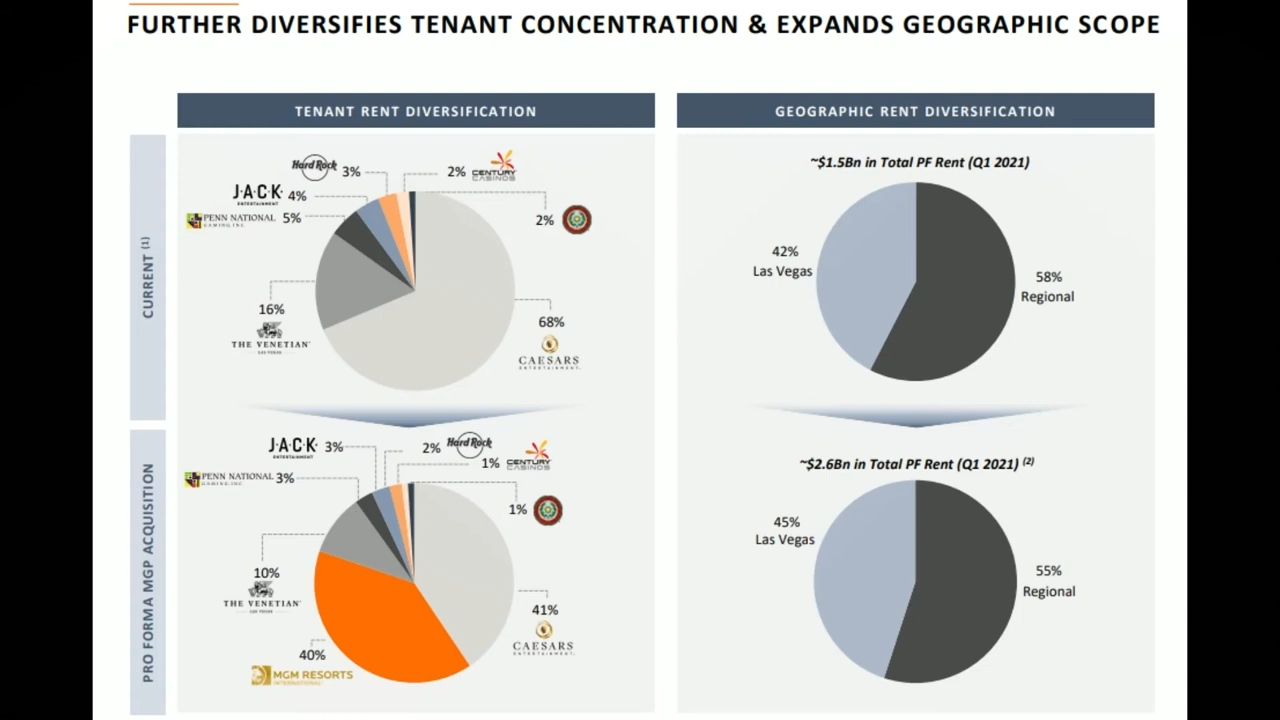 FURTHER DIVERSIFIES TENANT CONCENTRATION & EXPANDS GEOGRAPHIC SCOPE
TENANT RENT DIVERSIFICATION
GEOGRAPHIC RENT DIVERSIFICATION
CURRENT (1)
Hard Rock
3%
2%
CENTURY
CASINOS
JACK
ENTERTAINMENT
4%
PENN NATIONAL
GAMING, INC.
5%
2%
16%
THE VENETIAN
LAS VEGAS
68%
CAESARS
ENTERTAINMENT.
~$1.5Bn in Total PF Rent (Q1 2021)
42%
Las Vegas
58%
Regional
PRO FORMA MGP ACQUISITION
JACK
ENTERTAINMENT
3%
2%
Hard Rock
1%
CENTURY
CASINOS
PENN NATIONAL
GAMING, INC.
3%
1%
10%
THE VENETIAN
LAS VEGAS
41%
CAESARS
ENTERTAINMENT.
40%
MGM RESORTS
INTERNATIONAL
~$2.6Bn in Total PF Rent (Q1 2021) (2)
45%
Las Vegas
55%
Regional